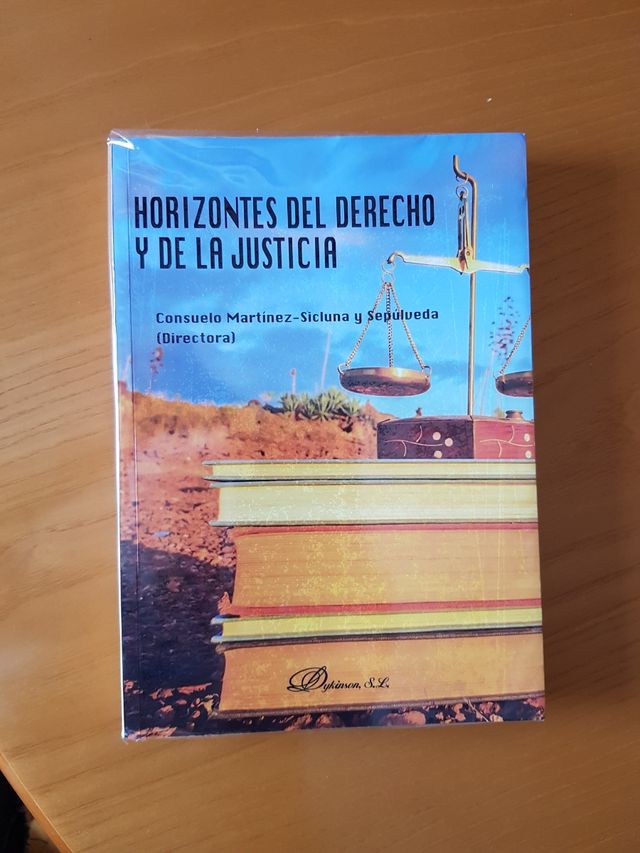 HORIZONTES DEL DERECHO
Y DE LA JUSTICIA
Consuelo Martínez-Sicluna y Sepúlveda
(Directora)
Dykinson, S.L.